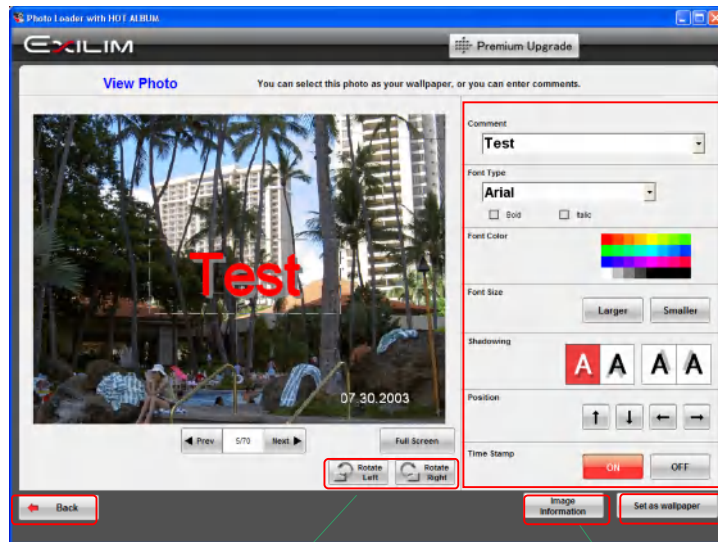 Photo Loader with HOT ALBUM
EXILIM
Premium Upgrade
View Photo
You can select this photo as your wallpaper, or you can enter comments.
Comment
Test
Font Type
Arial
Bold
Italic
Font Color
Test
Font Size
Larger
Smaller
Shadowing
A A A A
07.30.2003
Position
Prev
5/70
Next
Full Screen
Time Stamp
ON
OFF
Rotate
Left
Rotate
Right
Back
Image
Information
Set as wallpaper